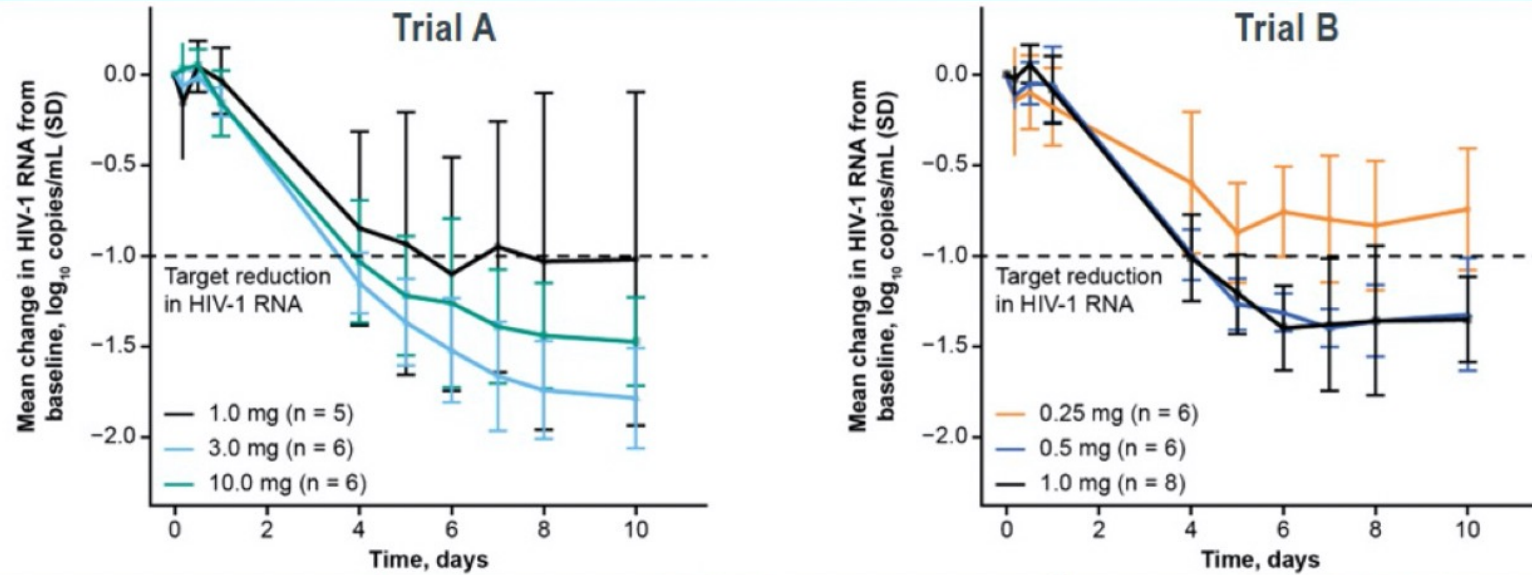 Trial A
Mean change in HIV-1 RNA from
baseline, log10 copies/mL (SD)
0.0
−0.5
−1.0
−1.5
−2.0
Target reduction
in HIV-1 RNA
1.0 mg (n = 5)
3.0 mg (n = 6)
10.0 mg (n = 6)
0 2 4 6 8 10
Time, days
Trial B
Mean change in HIV-1 RNA from
baseline, log10 copies/mL (SD)
0.0
−0.5
−1.0
−1.5
−2.0
Target reduction
in HIV-1 RNA
0.25 mg (n = 6)
0.5 mg (n = 6)
1.0 mg (n = 8)
0 2 4 6 8 10
Time, days